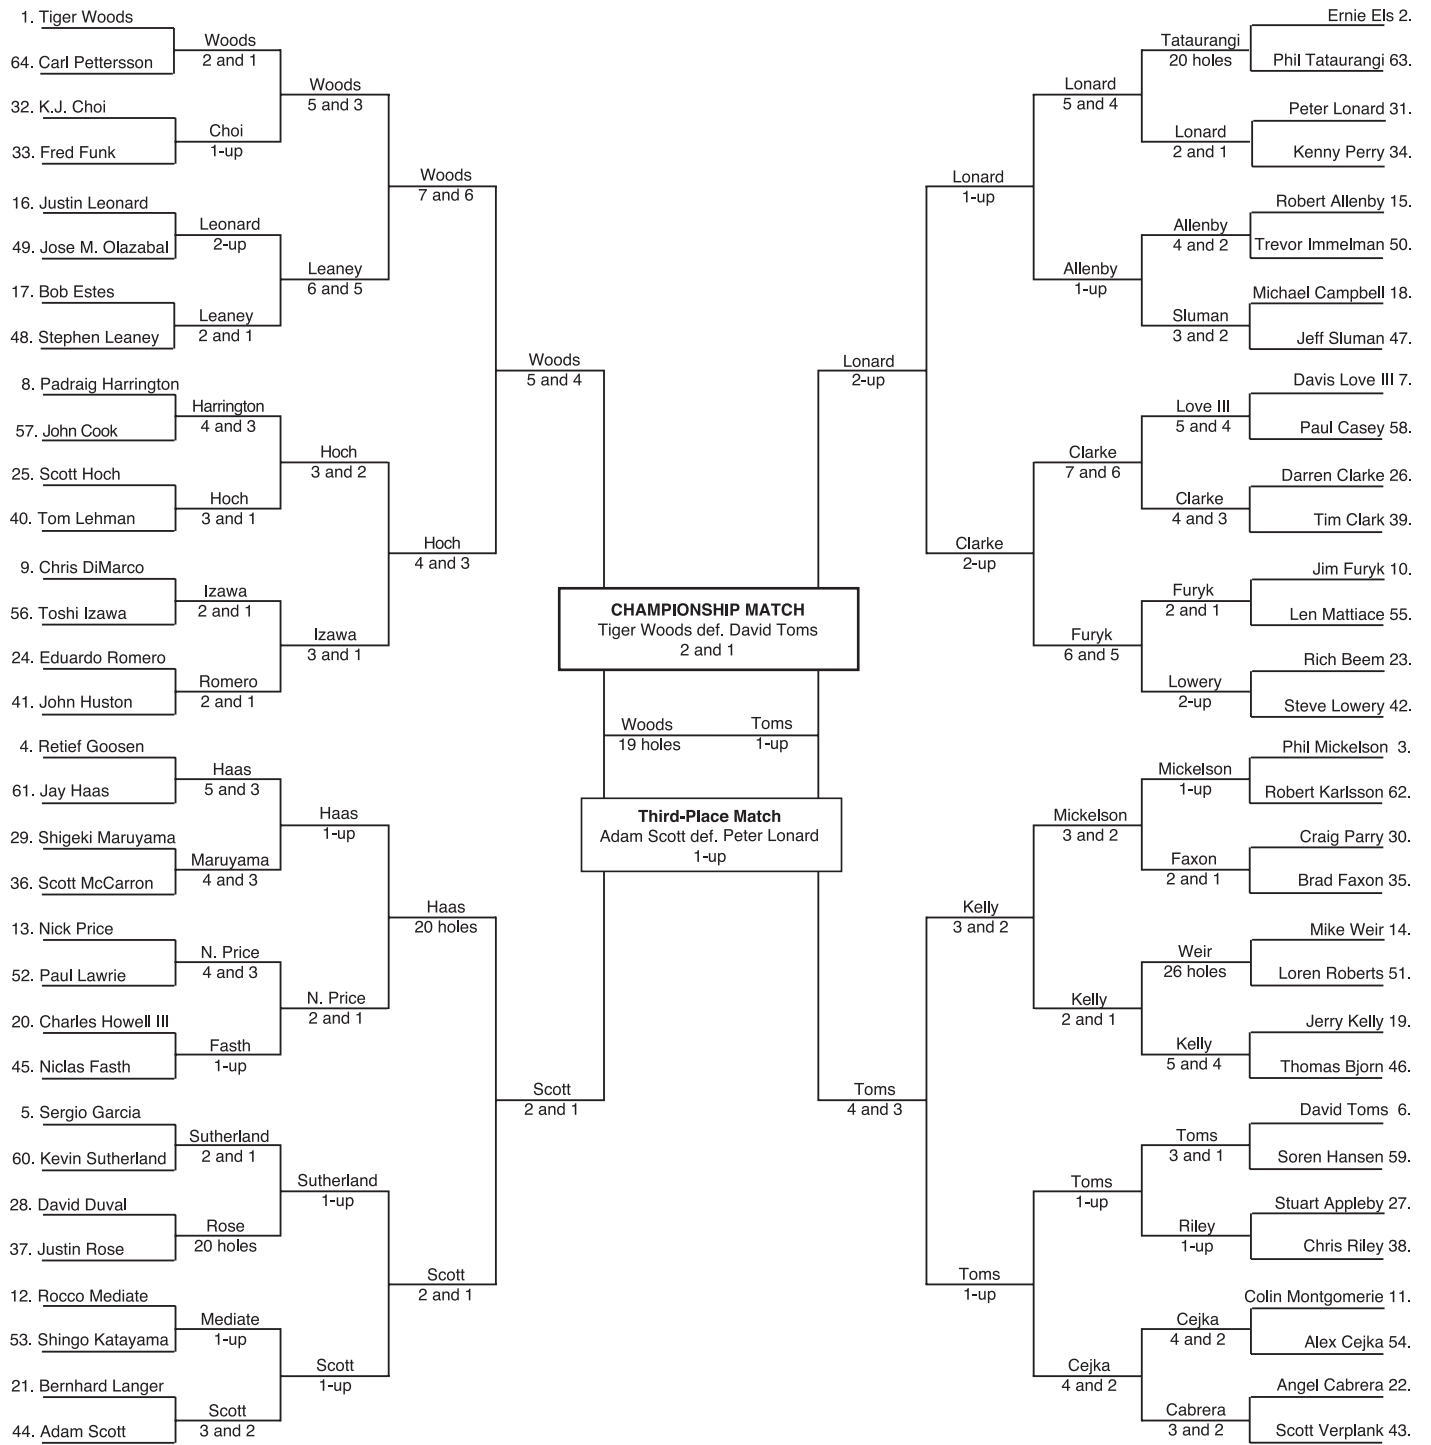 1. Tiger Woods
64. Carl Pettersson
32. K.J. Choi
33. Fred Funk
16. Justin Leonard
49. Jose M. Olazabal
17. Bob Estes
48. Stephen Leaney
8. Padraig Harrington
57. John Cook
25. Scott Hoch
40. Tom Lehman
9. Chris DiMarco
56. Toshi Izawa
24. Eduardo Romero
41. John Huston
4. Retief Goosen
61. Jay Haas
29. Shigeki Maruyama
36. Scott McCarron
13. Nick Price
52. Paul Lawrie
20. Charles Howell III
45. Niclas Fasth
5. Sergio Garcia
60. Kevin Sutherland
28. David Duval
37. Justin Rose
12. Rocco Mediate
53. Shingo Katayama
21. Bernhard Langer
44. Adam Scott
Woods
2 and 1
Choi
1-up
Leonard
2-up
Leaney
2 and 1
Harrington
4 and 3
Hoch
3 and 1
Izawa
2 and 1
Romero
2 and 1
Haas
5 and 3
Maruyama
4 and 3
N. Price
4 and 3
Fasth
1-up
Sutherland
2 and 1
Rose
20 holes
Mediate
1-up
Scott
3 and 2
Woods
5 and 3
Leaney
6 and 5
Hoch
3 and 2
Izawa
3 and 1
Haas
1-up
N. Price
2 and 1
Sutherland
1-up
Scott
1-up
Woods
7 and 6
Hoch
4 and 3
Haas
20 holes
Scott
2 and 1
Woods
5 and 4
Scott
2 and 1
CHAMPIONSHIP MATCH
Tiger Woods def. David Toms
2 and 1
Woods
19 holes
Toms
1-up
Third-Place Match
Adam Scott def. Peter Lonard
1-up
Lonard
2-up
Toms
4 and 3
Lonard
1-up
Clarke
2-up
Kelly
3 and 2
Toms
1-up
Lonard
5 and 4
Allenby
1-up
Clarke
7 and 6
Furyk
6 and 5
Mickelson
3 and 2
Kelly
2 and 1
Toms
1-up
Cejka
4 and 2
Tataurangi
20 holes
Lonard
2 and 1
Allenby
4 and 2
Sluman
3 and 2
Love III
5 and 4
Clarke
4 and 3
Furyk
2 and 1
Lowery
2-up
Mickelson
1-up
Faxon
2 and 1
Weir
26 holes
Kelly
5 and 4
Toms
3 and 1
Riley
1-up
Cejka
4 and 2
Cabrera
3 and 2
Ernie Els 2.
Phil Tataurangi 63.
Peter Lonard 31.
Kenny Perry 34.
Robert Allenby 15.
Trevor Immelman 50.
Michael Campbell 18.
Jeff Sluman 47.
Davis Love III 7.
Paul Casey 58.
Darren Clarke 26.
Tim Clark 39.
Jim Furyk 10.
Len Mattiace 55.
Rich Beem 23.
Steve Lowery 42.
Phil Mickelson 3.
Robert Karlsson 62.
Craig Parry 30.
Brad Faxon 35.
Mike Weir 14.
Loren Roberts 51.
Jerry Kelly 19.
Thomas Bjorn 46.
David Toms 6.
Soren Hansen 59.
Stuart Appleby 27.
Chris Riley 38.
Colin Montgomerie 11.
Alex Cejka 54.
Angel Cabrera 22.
Scott Verplank 43.